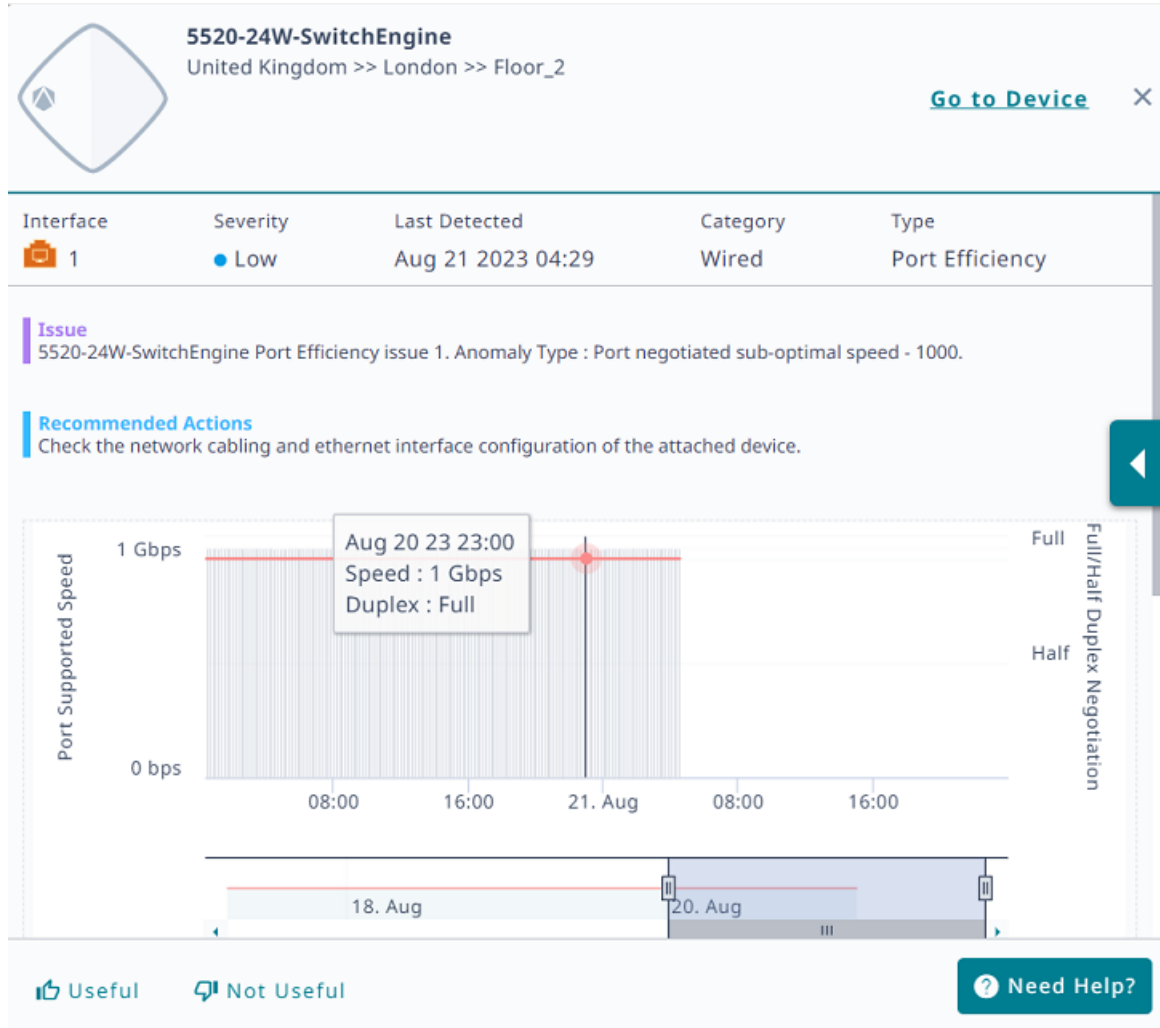 5520-24W-SwitchEngine
United Kingdom >> London >> Floor_2
Go to Device
Interface
Severity
Last Detected
Category
Type
1
Low
Aug 21 2023 04:29
Wired
Port Efficiency
Issue
5520-24W-SwitchEngine Port Efficiency issue 1. Anomaly Type : Port negotiated sub-optimal speed - 1000.
Recommended Actions
Check the network cabling and ethernet interface configuration of the attached device.
Port Supported Speed
1 Gbps
0 bps
Aug 20 23 23:00
Speed : 1 Gbps
Duplex : Full
Full
Half
Full/Half Duplex Negotiation
08:00
16:00
21. Aug
08:00
16:00
18. Aug
20. Aug
Useful
Not Useful
Need Help?